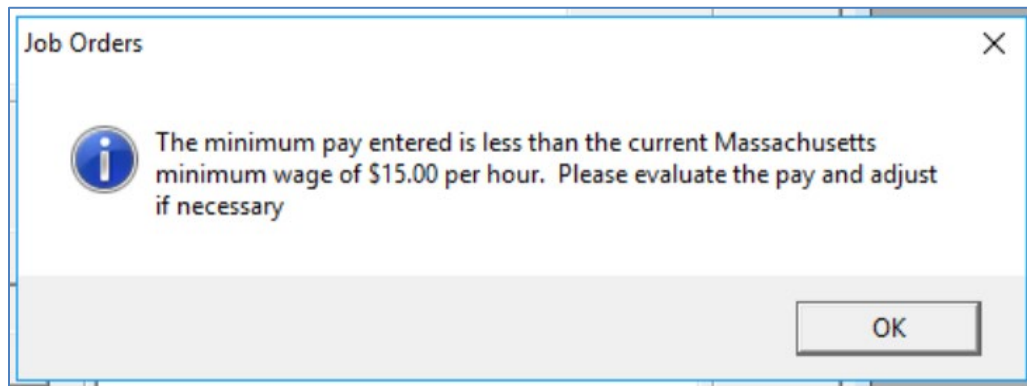 Job Orders
The minimum pay entered is less than the current Massachusetts
minimum wage of $15.00 per hour.  Please evaluate the pay and adjust
if necessary
OK